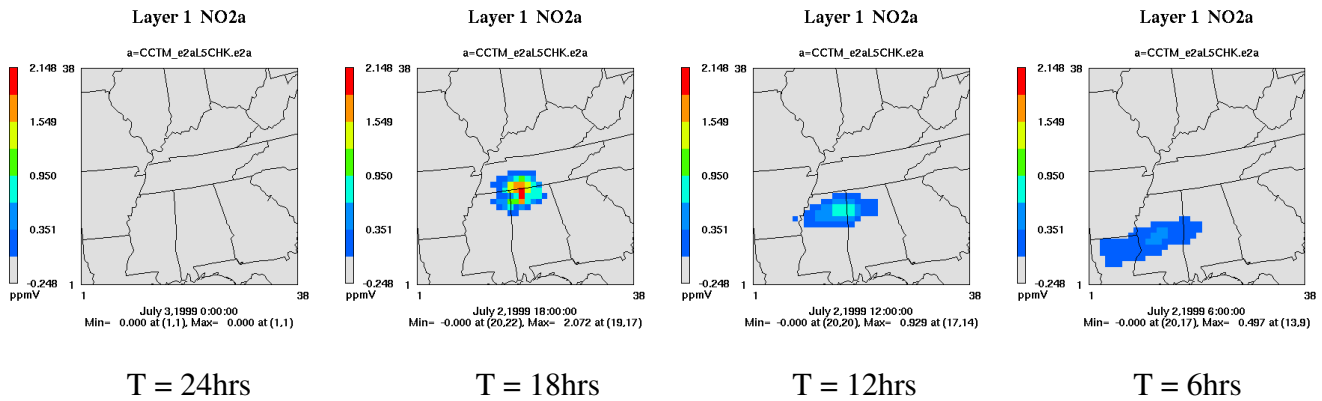 Layer 1 NO2a
a=CCTM_e2aL5CHK.e2a
2.148
1.549
0.950
0.351
-0.248
ppmV
38
1
1
38
July 3,1999 0:00:00
Min= 0.000 at (1,1), Max= 0.000 at (1,1)
T = 24hrs
Layer 1 NO2a
a=CCTM_e2aL5CHK.e2a
2.148
1.549
0.950
0.351
-0.248
ppmV
38
1
1
38
July 2,1999 18:00:00
Min= -0.000 at (20,22), Max= 2.072 at (19,17)
T = 18hrs
Layer 1 NO2a
a=CCTM_e2aL5CHK.e2a
2.148
1.549
0.950
0.351
-0.248
ppmV
38
1
1
38
July 2,1999 12:00:00
Min= -0.000 at (20,20), Max= 0.929 at (17,14)
T = 12hrs
Layer 1 NO2a
a=CCTM_e2aL5CHK.e2a
2.148
1.549
0.950
0.351
-0.248
ppmV
38
1
1
38
July 2,1999 6:00:00
Min= -0.000 at (20,17), Max= 0.497 at (13,9)
T = 6hrs